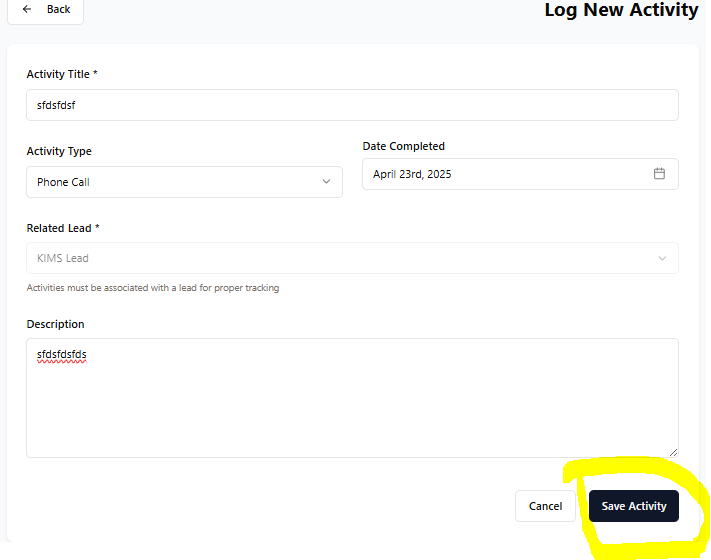 Back
Log New Activity
Activity Title *
sfdsfdsf
Activity Type
Date Completed
Phone Call
April 23rd, 2025
Related Lead *
KIMS Lead
Activities must be associated with a lead for proper tracking
Description
sfdsfdsfds
Cancel
Save Activity